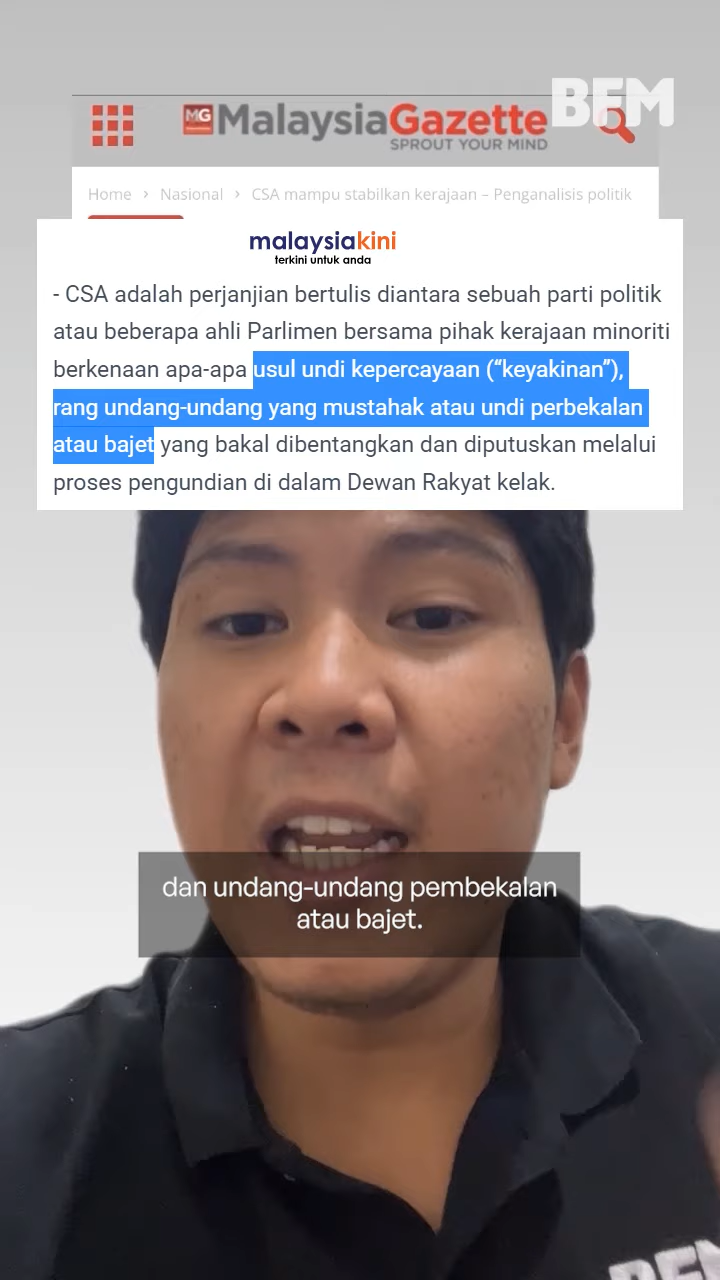 BFM
MG MalaysiaGazette
SPROUT YOUR MIND
Home › Nasional › CSA mampu stabilkan kerajaan – Penganalisis politik
malaysiakini
terkini untuk anda
- CSA adalah perjanjian bertulis diantara sebuah parti politik
atau beberapa ahli Parlimen bersama pihak kerajaan minoriti
berkenaan apa-apa usul undi kepercayaan (“keyakinan”),
rang undang-undang yang mustahak atau undi perbekalan
atau bajet yang bakal dibentangkan dan diputuskan melalui
proses pengundian di dalam Dewan Rakyat kelak.
dan undang-undang pembekalan
atau bajet.
BFM